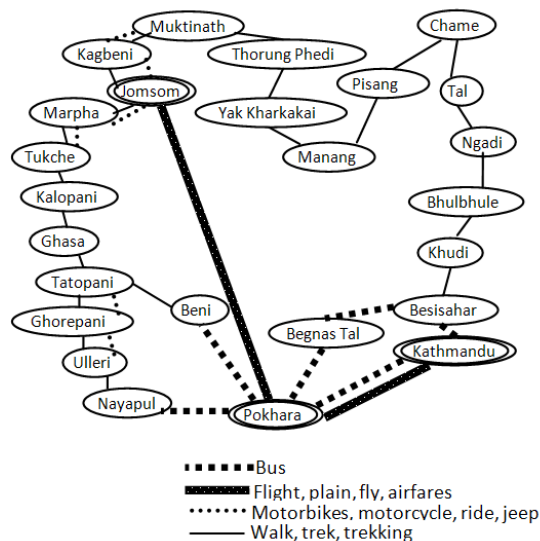 Muktinath
Chame
Kagbeni
Thorung Phedi
Jomsom
Pisang
Tal
Marpha
Yak Kharkakai
Ngadi
Tukche
Manang
Kalopani
Bhulbhule
Ghasa
Khudi
Tatopani
Beni
Besisahar
Ghorepani
Begnas Tal
Kathmandu
Ulleri
Nayapul
Pokhara
Bus
Flight, plain, fly, airfares
Motorbikes, motorcycle, ride, jeep
Walk, trek, trekking